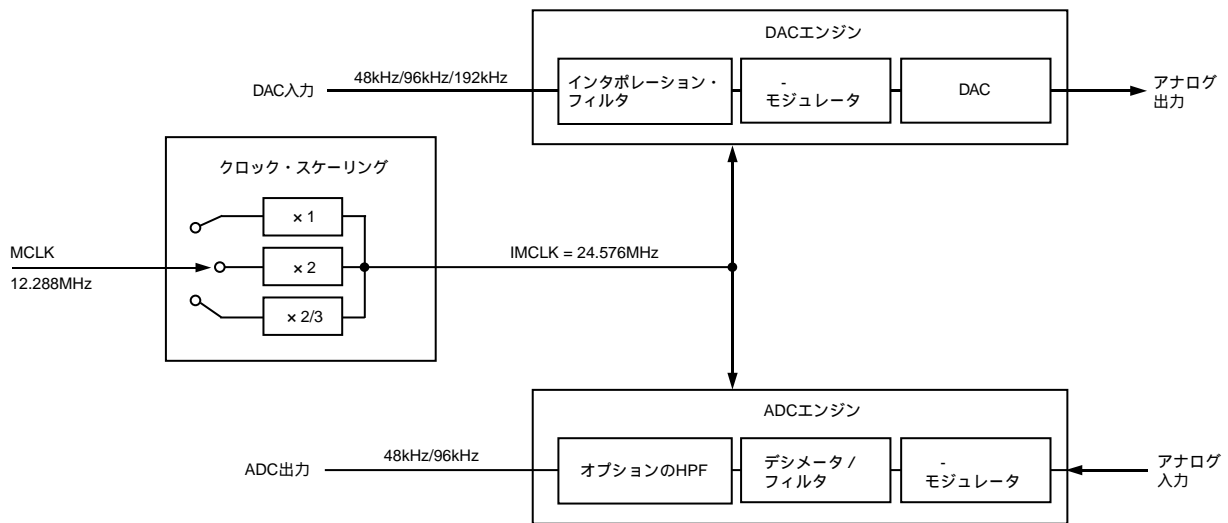 DACエンジン
48kHz/96kHz/192kHz
DAC入力
インタポレーション・
フィルタ
-
モジュレータ
DAC
アナログ
出力
クロック・スケーリング
×1
MCLK
12.288MHz
×2
IMCLK = 24.576MHz
×2/3
ADCエンジン
48kHz/96kHz
ADC出力
オプションのHPF
デシメータ /
フィルタ
-
モジュレータ
アナログ
入力